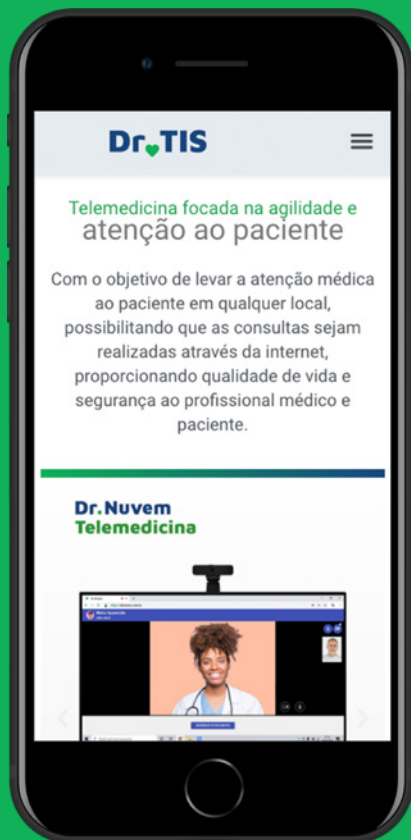 Dr.TIS
Telemedicina focada na agilidade e
atenção ao paciente
Com o objetivo de levar a atenção médica
ao paciente em qualquer local,
possibilitando que as consultas sejam
realizadas através da internet,
proporcionando qualidade de vida e
segurança ao profissional médico e
paciente.
Dr.Nuvem
Telemedicina